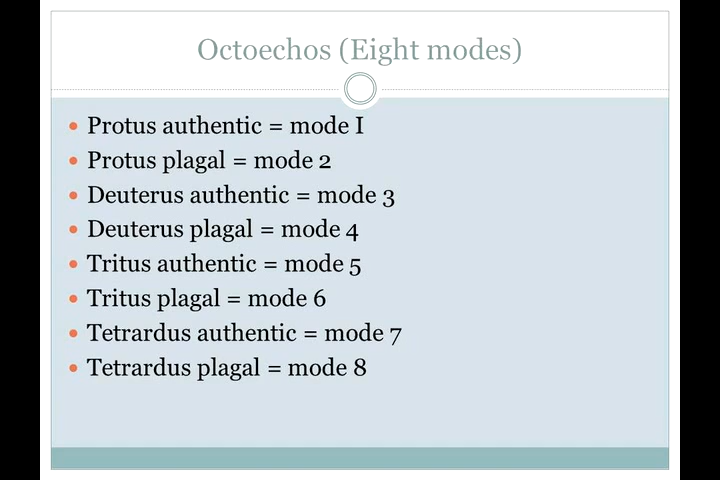 Octoechos (Eight modes)
Protus authentic = mode I
Protus plagal = mode 2
Deuterus authentic = mode 3
Deuterus plagal = mode 4
Tritus authentic = mode 5
Tritus plagal = mode 6
Tetrardus authentic = mode 7
Tetrardus plagal = mode 8